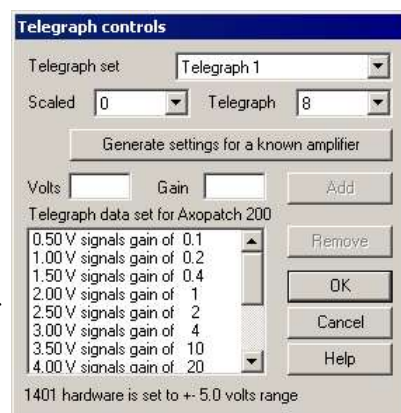 Telegraph controls
Telegraph set Telegraph 1
Scaled 0 Telegraph 8
Generate settings for a known amplifier
Volts Gain Add
Telegraph data set for Axopatch 200
0.50 V signals gain of 0.1
1.00 V signals gain of 0.2
1.50 V signals gain of 0.4
2.00 V signals gain of 1
2.50 V signals gain of 2
3.00 V signals gain of 4
3.50 V signals gain of 10
4.00 V signals gain of 20
Remove
OK
Cancel
Help
1401 hardware is set to +- 5.0 volts range